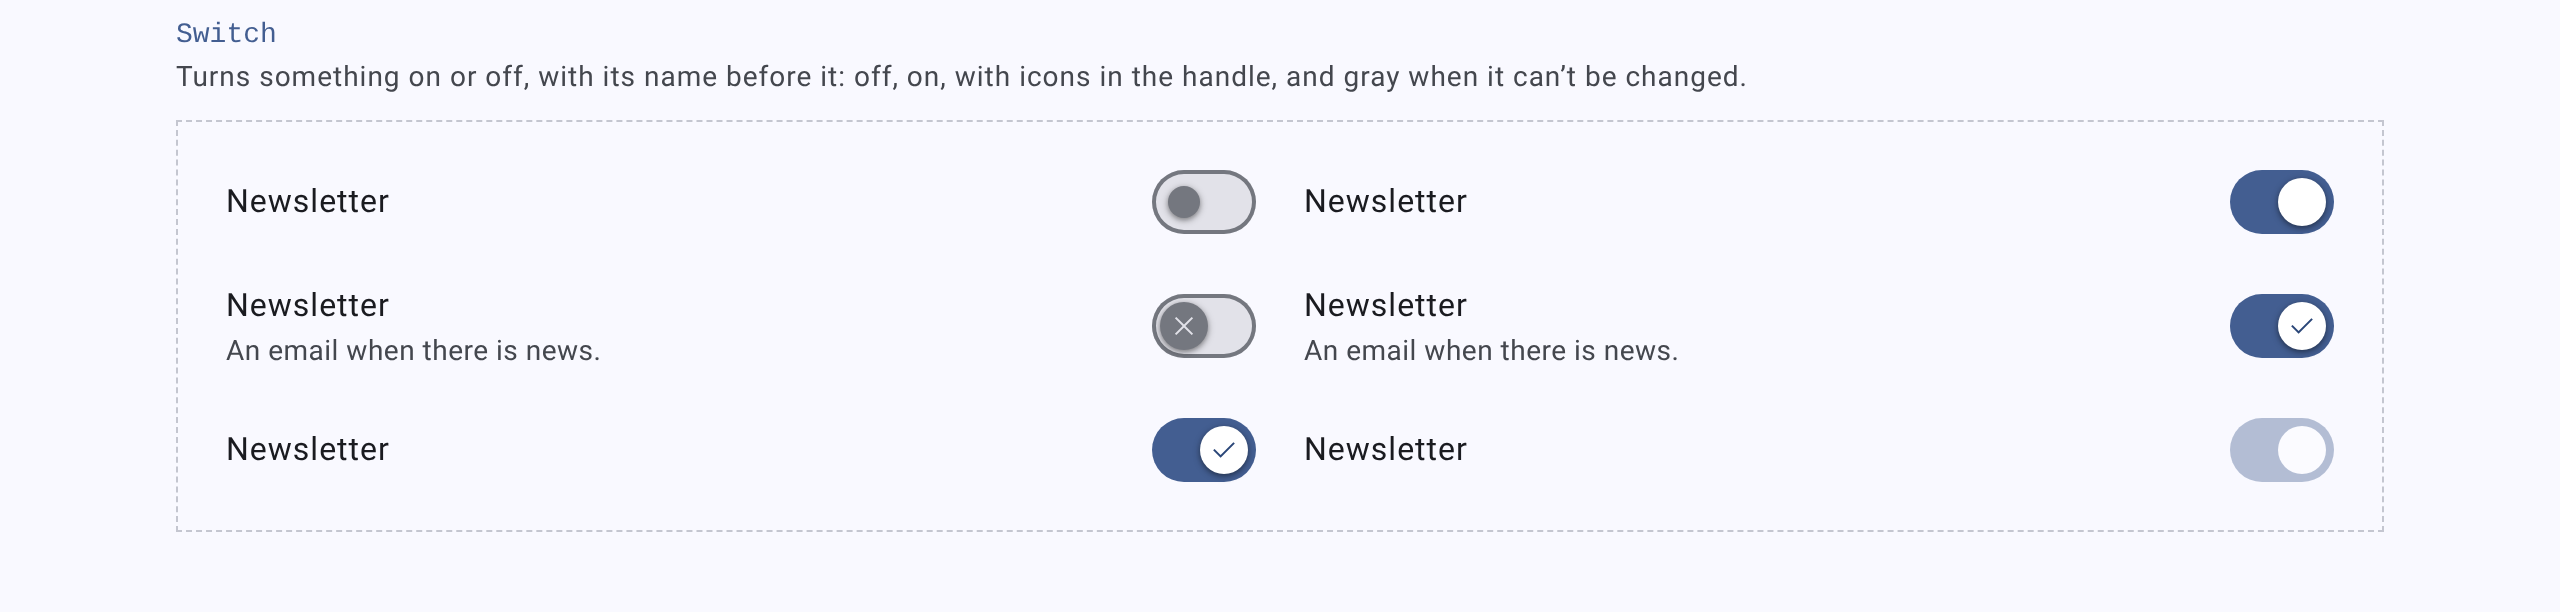 Switch
Turns something on or off, with its name before it: off, on, with icons in the handle, and gray when it can’t be changed.
Newsletter
Newsletter
Newsletter
An email when there is news.
Newsletter
An email when there is news.
Newsletter
Newsletter